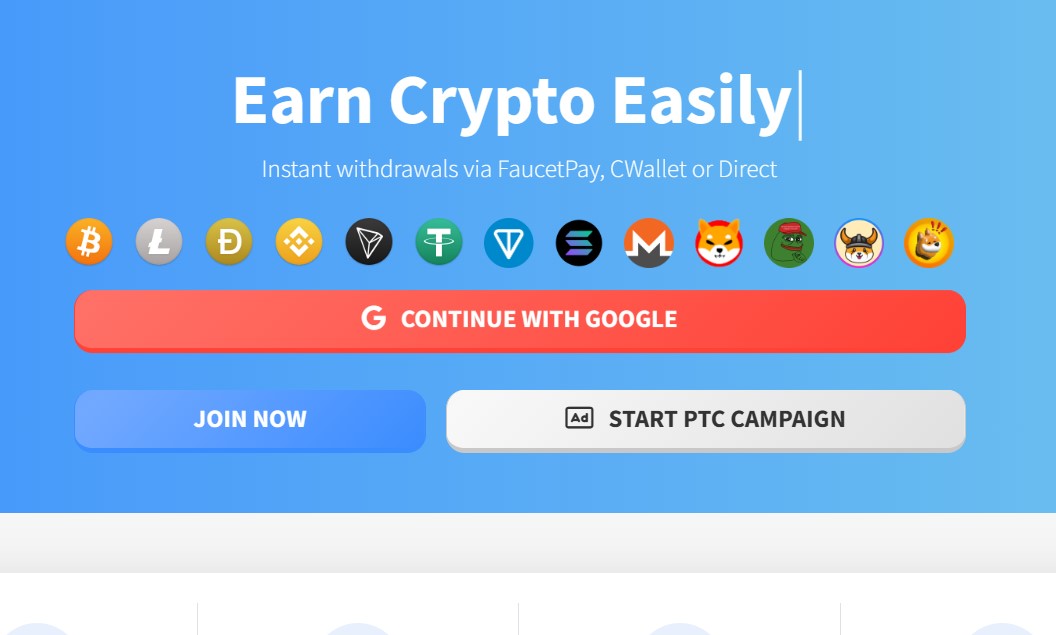 Earn Crypto Easily
Instant withdrawals via FaucetPay, CWallet or Direct
CONTINUE WITH GOOGLE
JOIN NOW
Ad START PTC CAMPAIGN